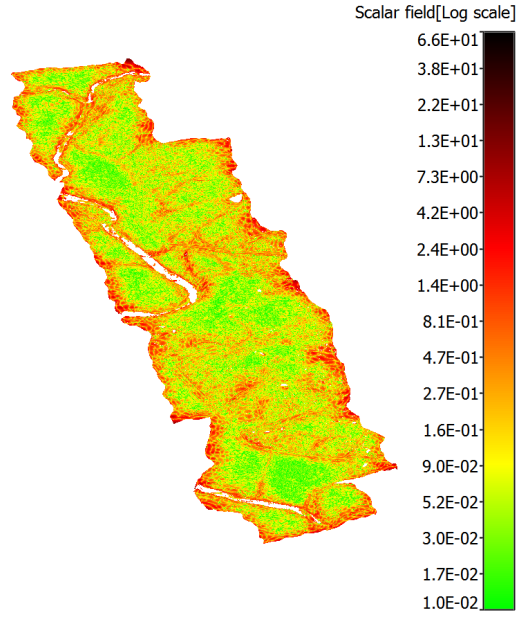 Scalar field[Log scale]
6.6E+01
3.8E+01
2.2E+01
1.3E+01
7.3E+00
4.2E+00
2.4E+00
1.4E+00
8.1E-01
4.7E-01
2.7E-01
1.6E-01
9.0E-02
5.2E-02
3.0E-02
1.7E-02
1.0E-02